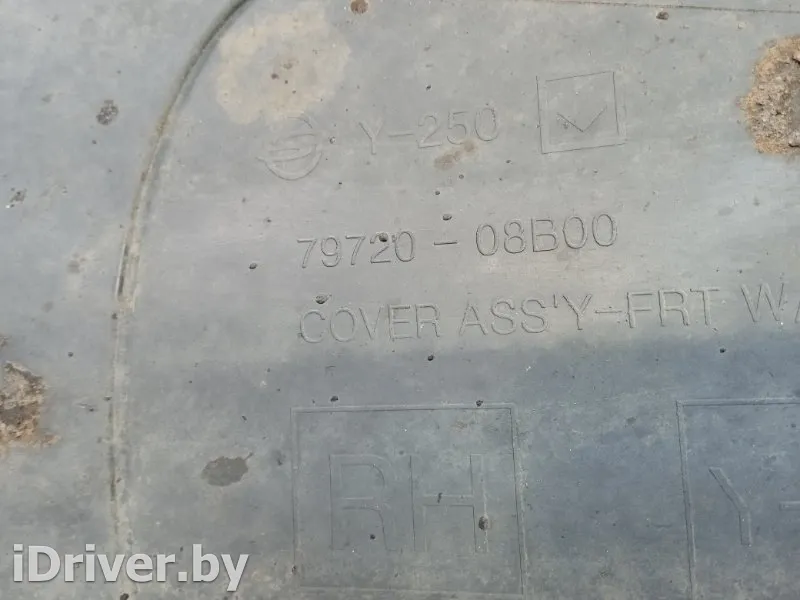 Y-250
79720-08B00
COVER ASS'Y-FRT
RH
iDriver.by